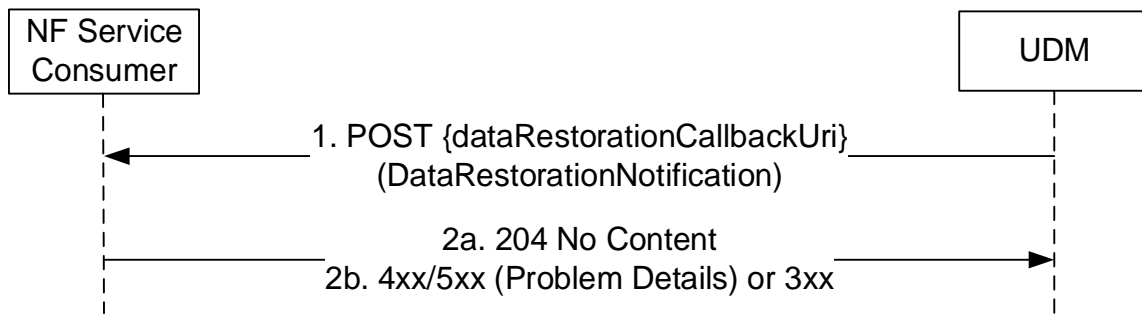 NF Service
Consumer
UDM
1. POST {dataRestorationCallbackUri}
(DataRestorationNotification)
2a. 204 No Content
2b. 4xx/5xx (Problem Details) or 3xx